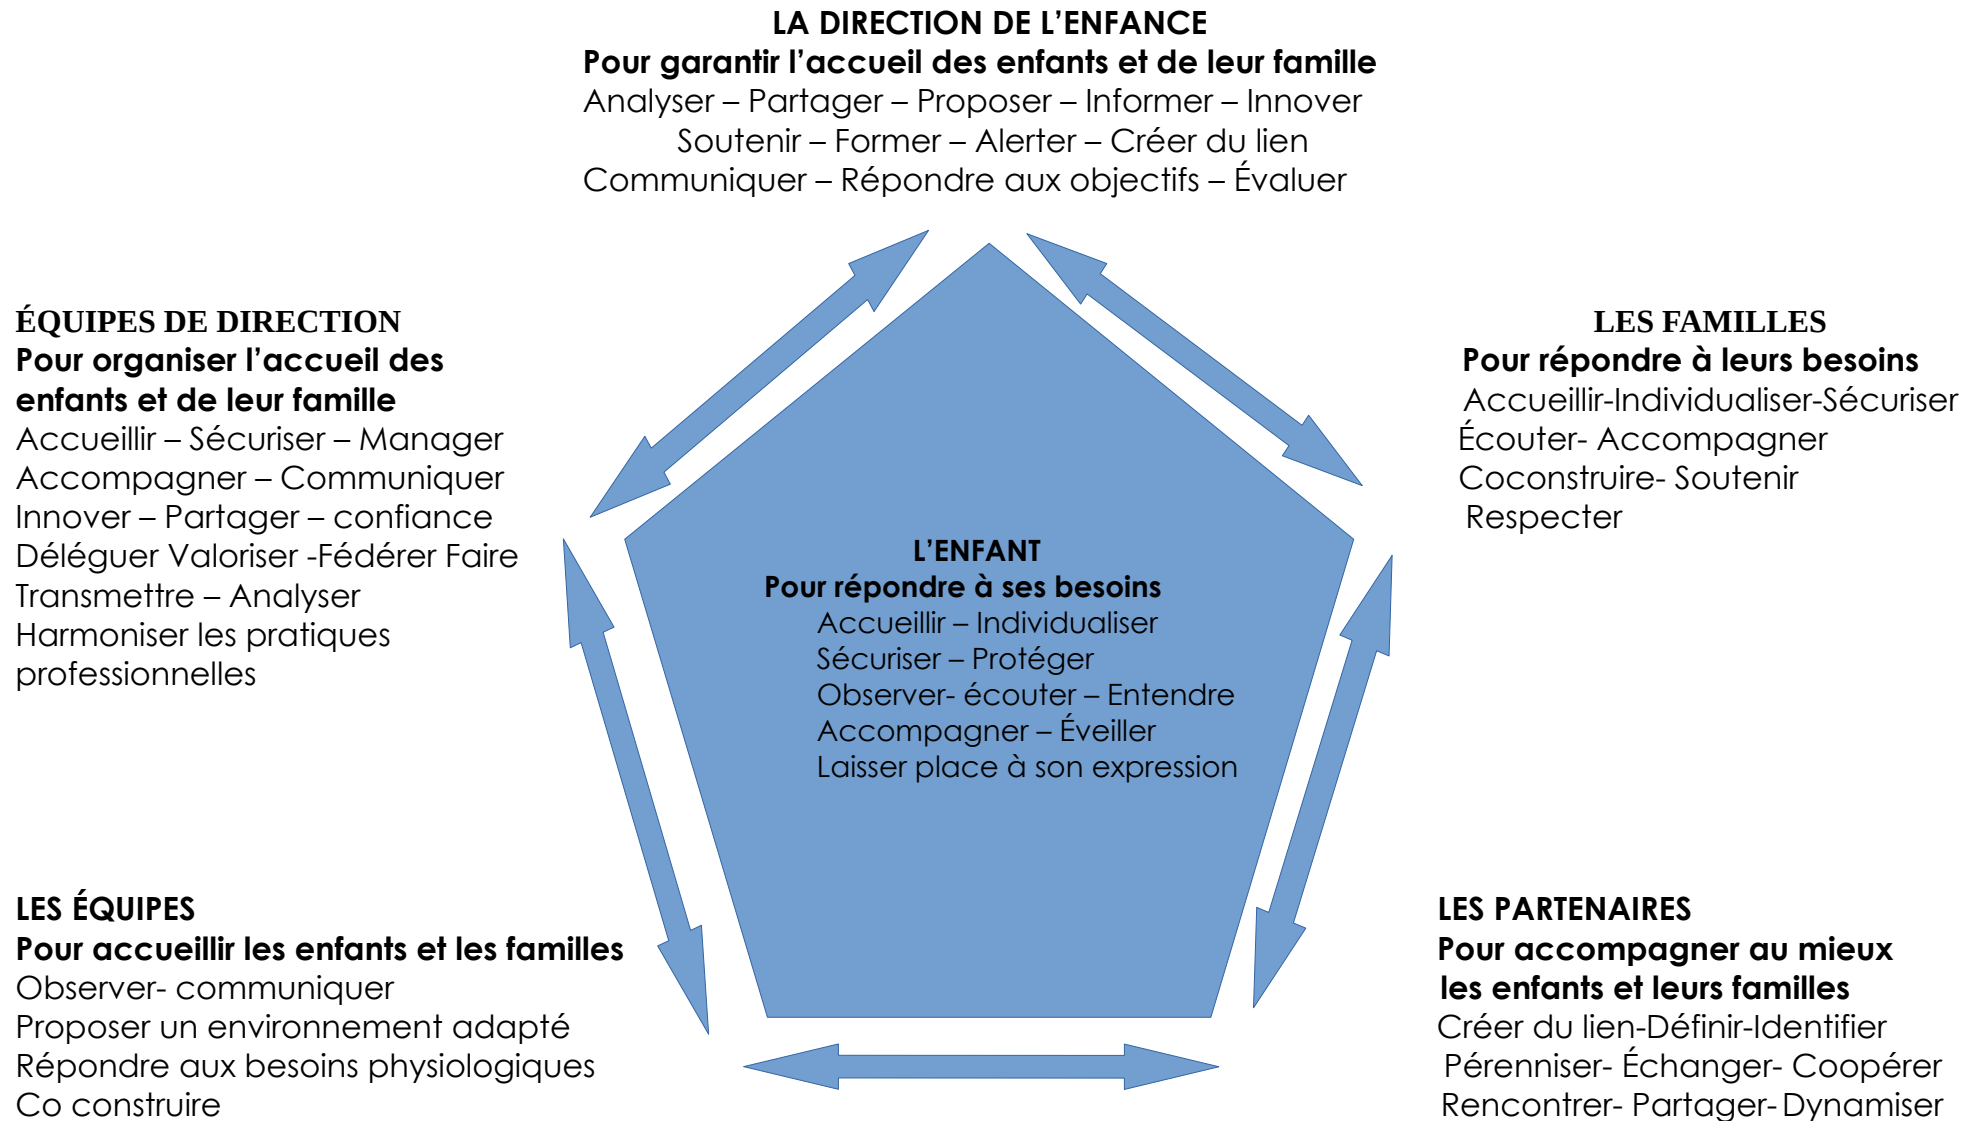 LA DIRECTION DE L’ENFANCE
Pour garantir l’accueil des enfants et de leur famille
Analyser – Partager – Proposer – Informer – Innover
Soutenir – Former – Alerter – Créer du lien
Communiquer – Répondre aux objectifs – Évaluer
ÉQUIPES DE DIRECTION
Pour organiser l’accueil des
enfants et de leur famille
Accueillir – Sécuriser – Manager
Accompagner – Communiquer
Innover – Partager – confiance
Déléguer Valoriser -Fédérer Faire
Transmettre – Analyser
Harmoniser les pratiques
professionnelles
LES FAMILLES
Pour répondre à leurs besoins
Accueillir-Individualiser-Sécuriser
Écouter- Accompagner
Coconstruire- Soutenir
Respecter
L’ENFANT
Pour répondre à ses besoins
Accueillir – Individualiser
Sécuriser – Protéger
Observer- écouter – Entendre
Accompagner – Éveiller
Laisser place à son expression
LES ÉQUIPES
Pour accueillir les enfants et les familles
Observer- communiquer
Proposer un environnement adapté
Répondre aux besoins physiologiques
Co construire
LES PARTENAIRES
Pour accompagner au mieux
les enfants et leurs familles
Créer du lien-Définir-Identifier
Pérenniser- Échanger- Coopérer
Rencontrer- Partager- Dynamiser